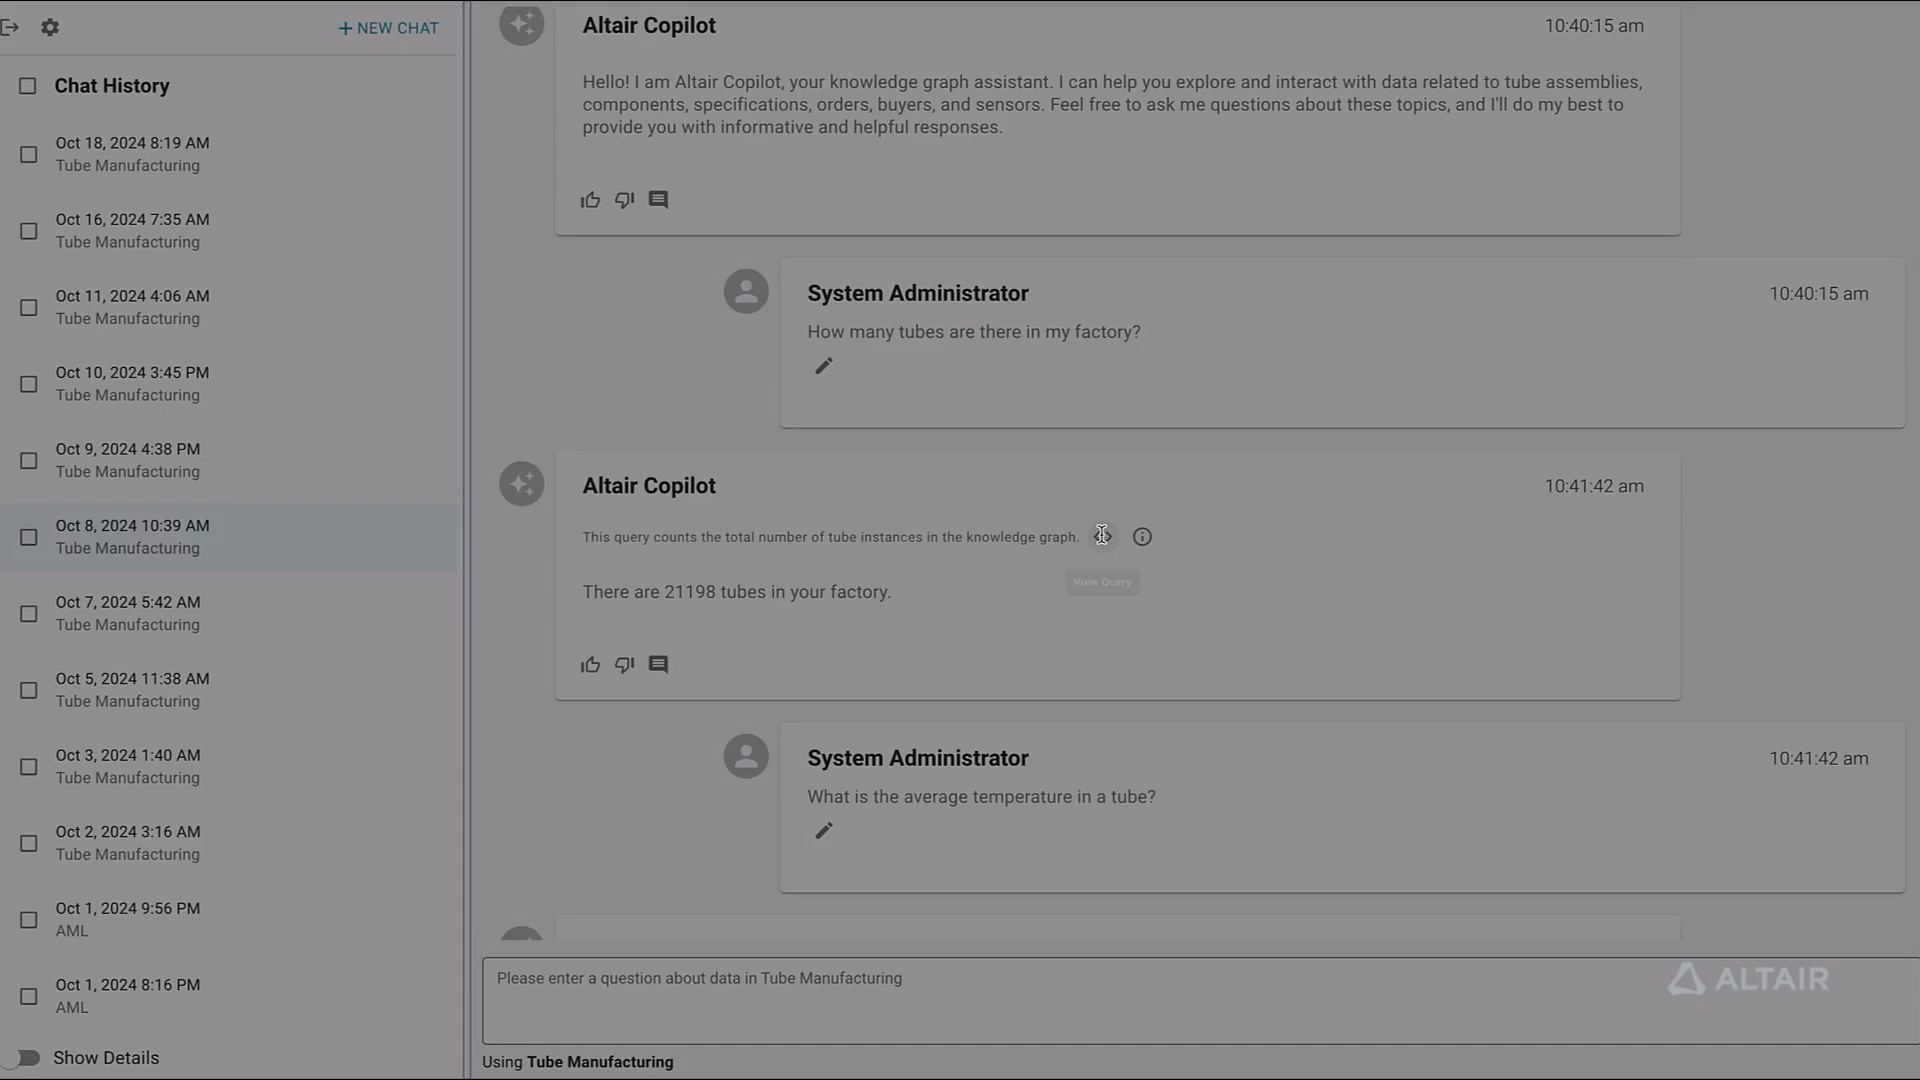 + NEW CHAT
Chat History
Oct 18, 2024 8:19 AM
Tube Manufacturing
Oct 16, 2024 7:35 AM
Tube Manufacturing
Oct 11, 2024 4:06 AM
Tube Manufacturing
Oct 10, 2024 3:45 PM
Tube Manufacturing
Oct 9, 2024 4:38 PM
Tube Manufacturing
Oct 8, 2024 10:39 AM
Tube Manufacturing
Oct 7, 2024 5:42 AM
Tube Manufacturing
Oct 5, 2024 11:38 AM
Tube Manufacturing
Oct 3, 2024 1:40 AM
Tube Manufacturing
Oct 2, 2024 3:16 AM
Tube Manufacturing
Oct 1, 2024 9:56 PM
AML
Oct 1, 2024 8:16 PM
AML
Show Details
Altair Copilot
10:40:15 am
Hello! I am Altair Copilot, your knowledge graph assistant. I can help you explore and interact with data related to tube assemblies,
components, specifications, orders, buyers, and sensors. Feel free to ask me questions about these topics, and I'll do my best to
provide you with informative and helpful responses.
System Administrator
10:40:15 am
How many tubes are there in my factory?
Altair Copilot
10:41:42 am
This query counts the total number of tube instances in the knowledge graph.
View Query
There are 21198 tubes in your factory.
System Administrator
10:41:42 am
What is the average temperature in a tube?
Please enter a question about data in Tube Manufacturing
ALTAIR
Using Tube Manufacturing